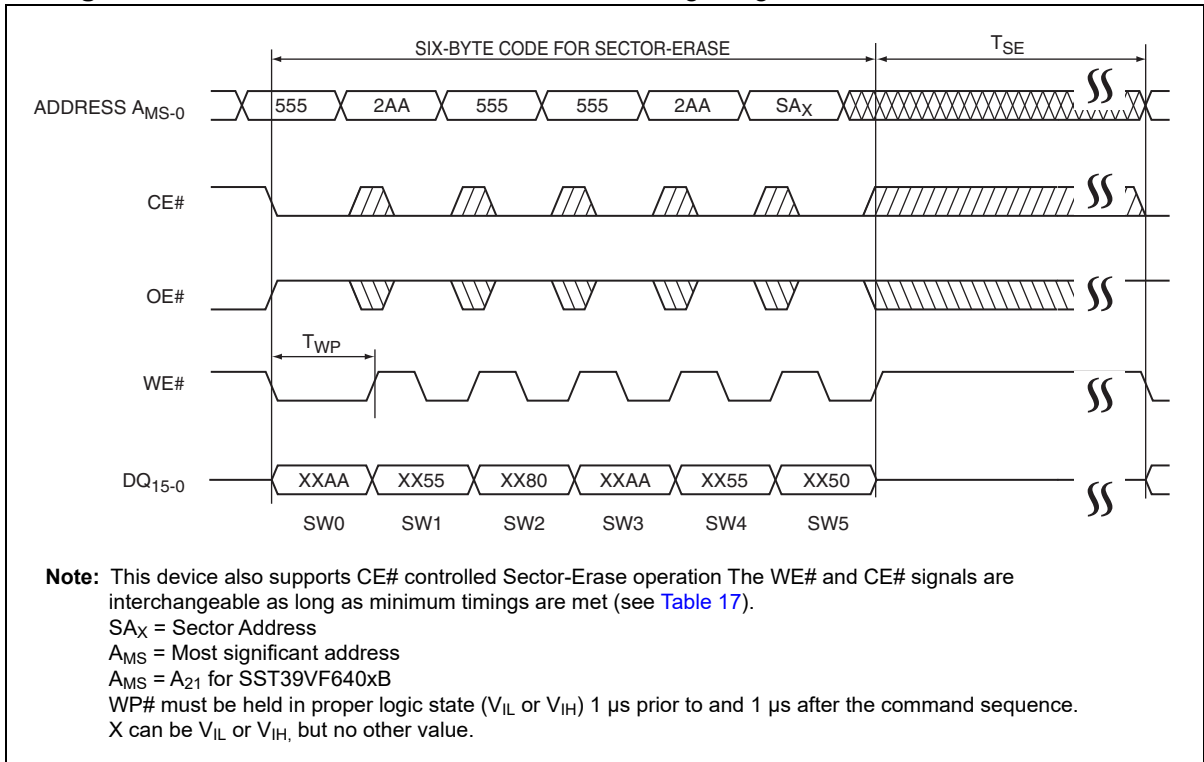 SIX-BYTE CODE FOR SECTOR-ERASE
TSE
ADDRESS AMS-0
555 2AA 555 555 2AA SAX
CE#
OE#
TWP
WE#
DQ15-0
XXAA XX55 XX80 XXAA XX55 XX50
SW0 SW1 SW2 SW3 SW4 SW5
Note: This device also supports CE# controlled Sector-Erase operation The WE# and CE# signals are
interchangeable as long as minimum timings are met (see Table 17).
SAX = Sector Address
AMS = Most significant address
AMS = A21 for SST39VF640xB
WP# must be held in proper logic state (VIL or VIH) 1 µs prior to and 1 µs after the command sequence.
X can be VIL or VIH, but no other value.